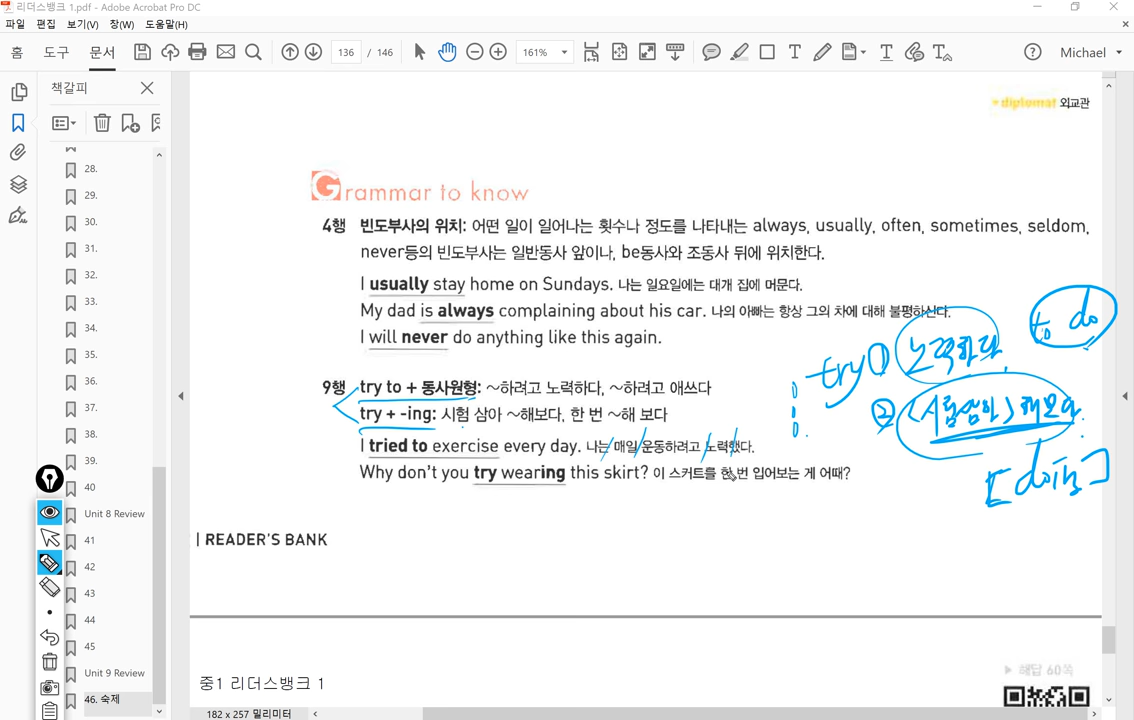 리더스뱅크 1.pdf - Adobe Acrobat Pro DC
파일 편집 보기(V) 창(W) 도움말(H)
홈 도구 문서 136 / 146 161% Michael
책갈피
28.
29.
30.
31.
32.
33.
34.
35.
36.
37.
38.
39.
40
Unit 8 Review
41
42
43
44
45
Unit 9 Review
46. 숙제
diplomat 외교관
Grammar to know
4행 빈도부사의 위치: 어떤 일이 일어나는 횟수나 정도를 나타내는 always, usually, often, sometimes, seldom,
never등의 빈도부사는 일반동사 앞이나, be동사와 조동사 뒤에 위치한다.
I usually stay home on Sundays. 나는 일요일에는 대개 집에 머문다.
My dad is always complaining about his car. 나의 아빠는 항상 그의 차에 대해 불평하신다.
I will never do anything like this again.
9행 try to + 동사원형: ~하려고 노력하다, ~하려고 애쓰다
try + -ing: 시험 삼아 ~해보다, 한 번 ~해 보다
I tried to exercise every day. 나는 매일 운동하려고 노력했다.
Why don't you try wearing this skirt? 이 스커트를 한번 입어보는 게 어때?
to do
try ① 노력하다
② (시험삼아) 해보다.
[doing]
| READER'S BANK
중1 리더스뱅크 1
▶ 해답 60쪽
182 x 257 밀리미터